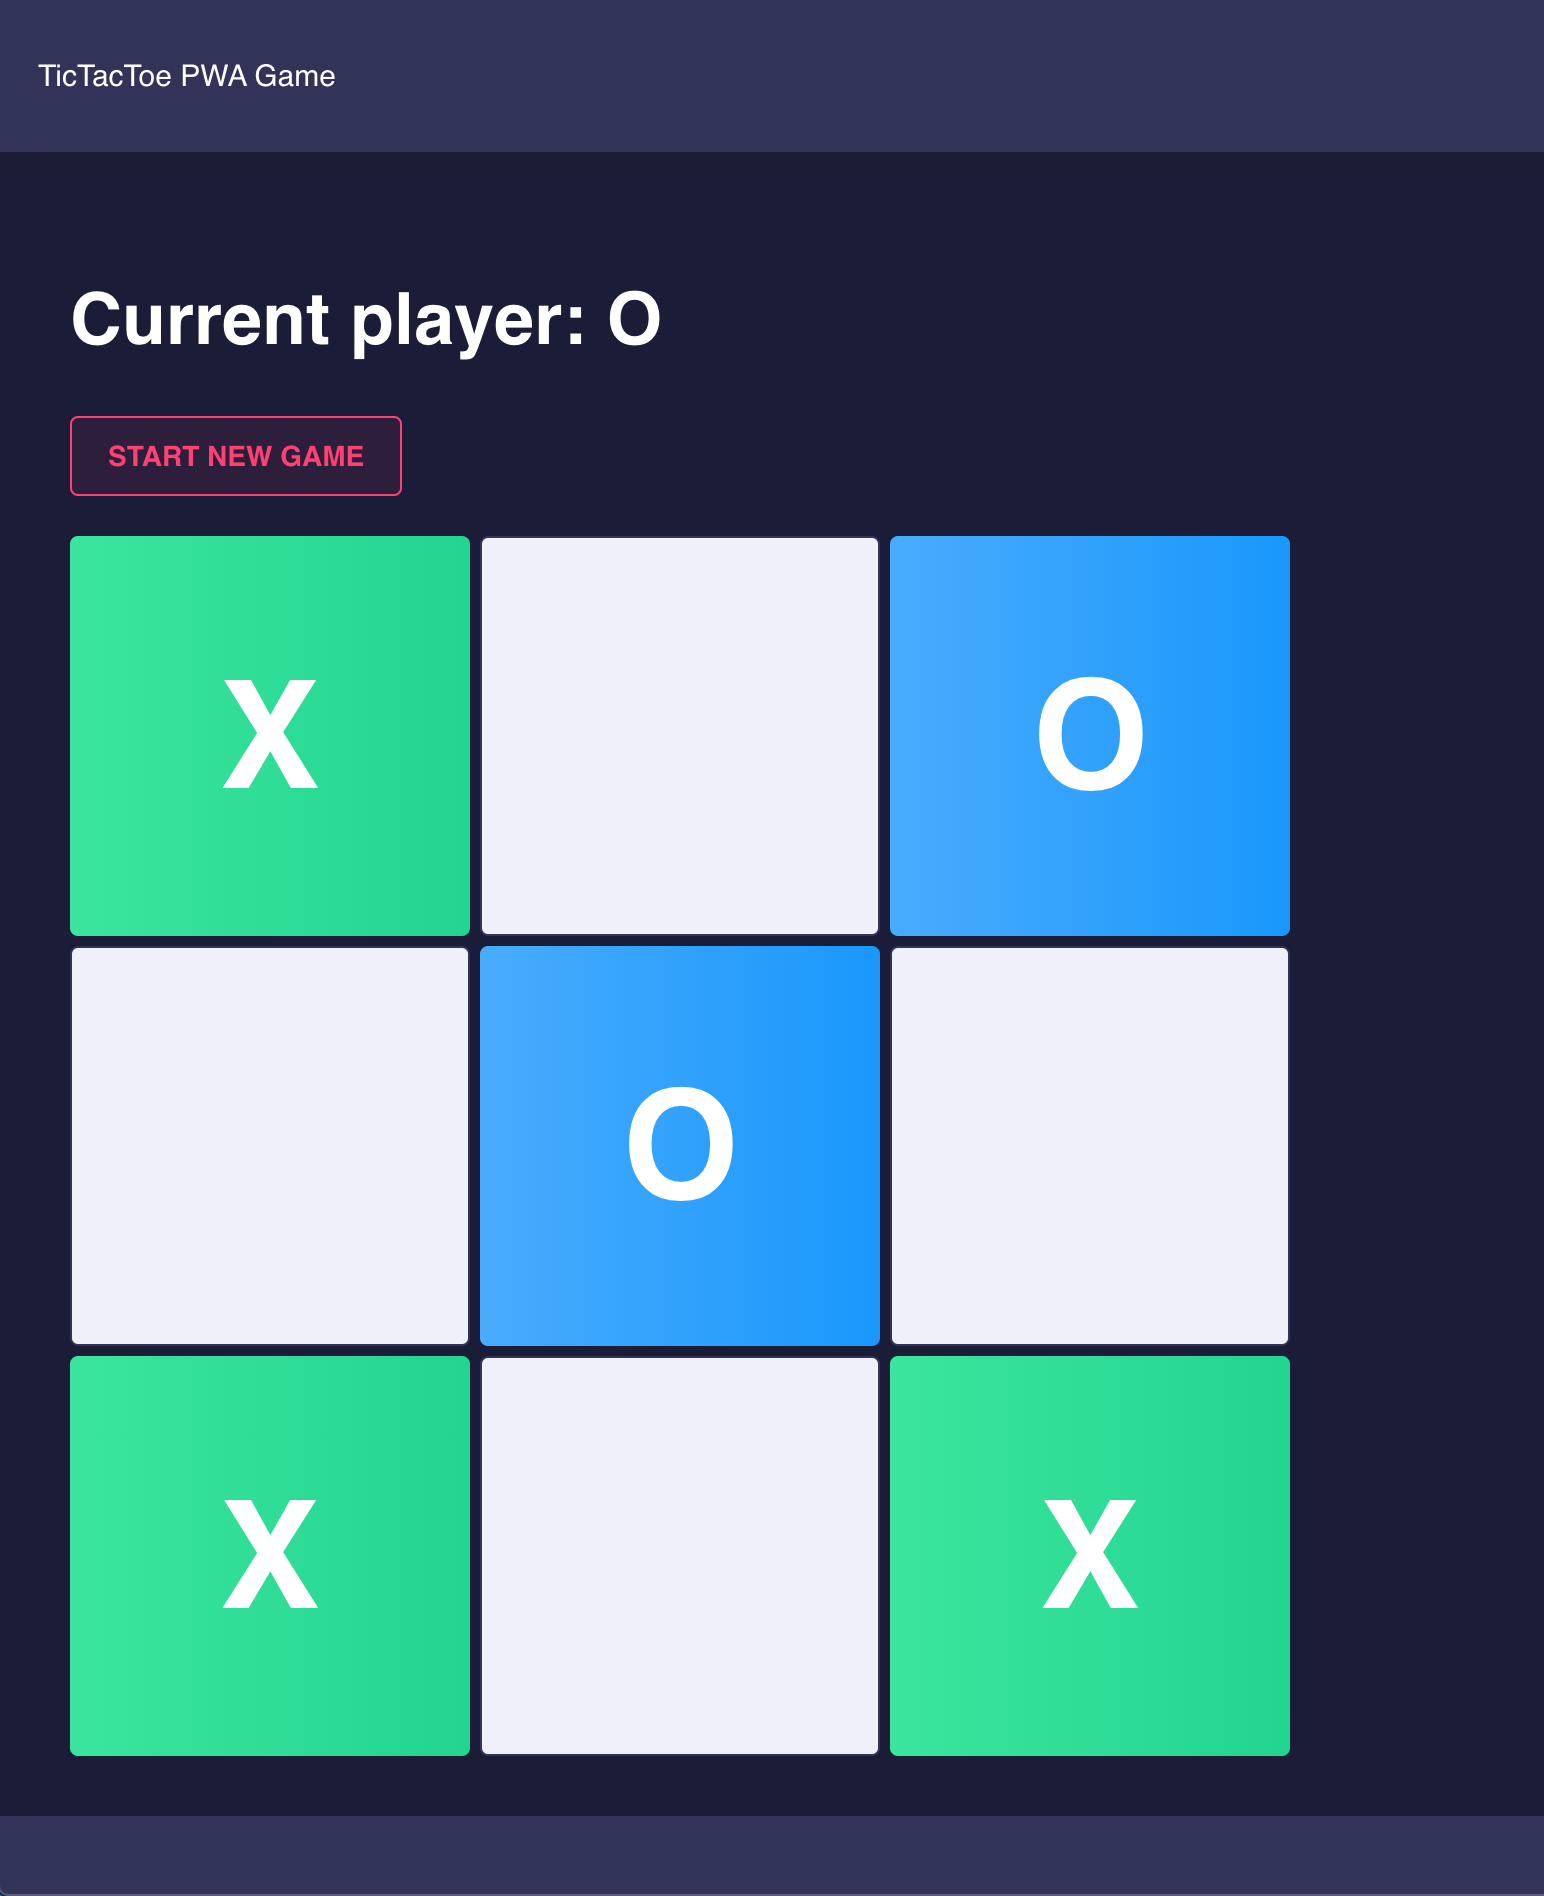 TicTacToe PWA Game
Current player: O
START NEW GAME
X O
O
X X